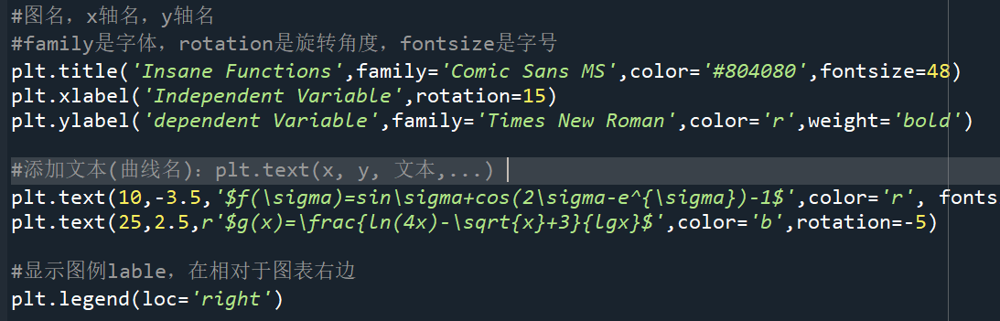 #图名，x轴名，y轴名
#family是字体，rotation是旋转角度，fontsize是字号
plt.title('Insane Functions',family='Comic Sans MS',color='#804080',fontsize=48)
plt.xlabel('Independent Variable',rotation=15)
plt.ylabel('dependent Variable',family='Times New Roman',color='r',weight='bold')
#添加文本(曲线名)：plt.text(x, y, 文本,...)
plt.text(10,-3.5,'$f(\sigma)=sin\sigma+cos(2\sigma-e^{\sigma})-1$',color='r', fonts
plt.text(25,2.5,r'$g(x)=\frac{ln(4x)-\sqrt{x}+3}{lgx}$',color='b',rotation=-5)
#显示图例lable，在相对于图表右边
plt.legend(loc='right')